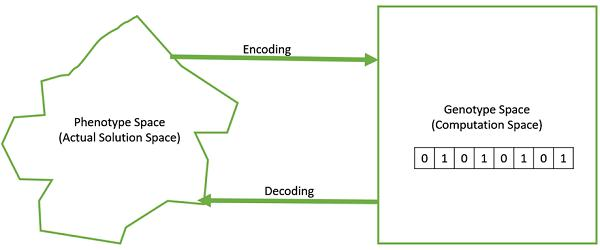 Encoding
Phenotype Space
(Actual Solution Space)
Genotype Space
(Computation Space)
0 1 0 1 0 1 0 1
Decoding